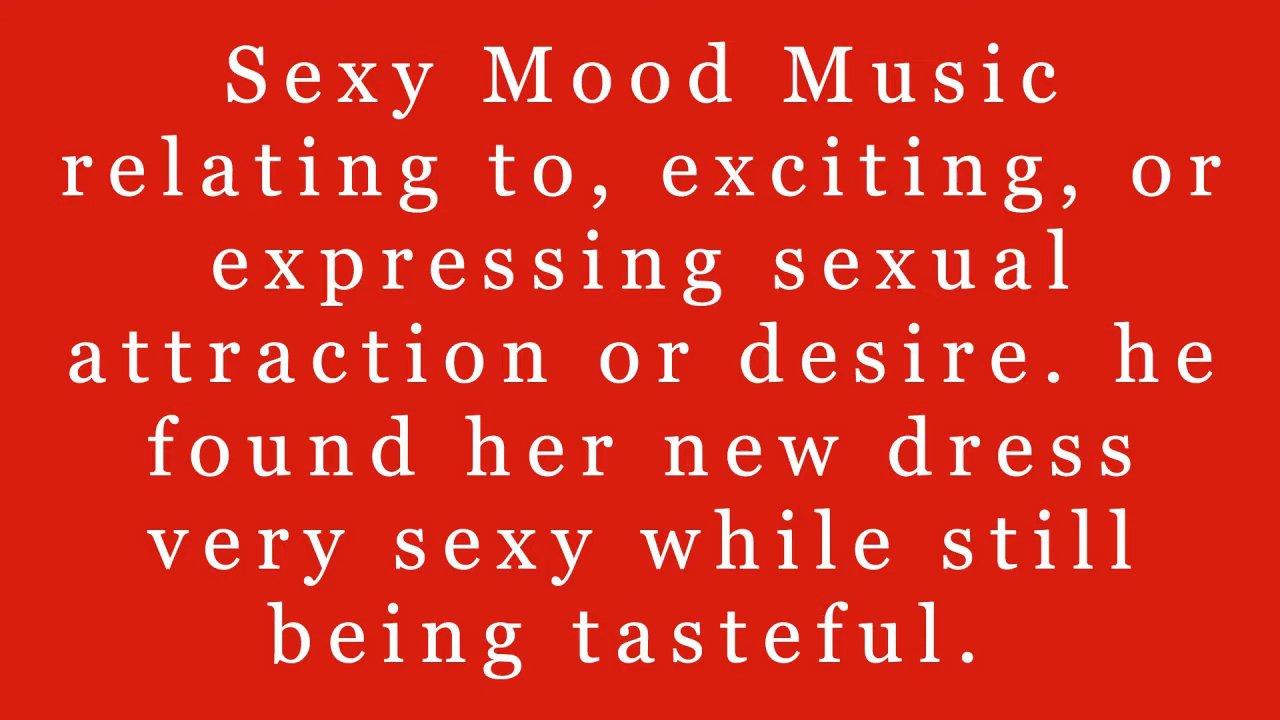 Sexy Mood Music
relating to, exciting, or
expressing sexual
attraction or desire. he
found her new dress
very sexy while still
being tasteful.